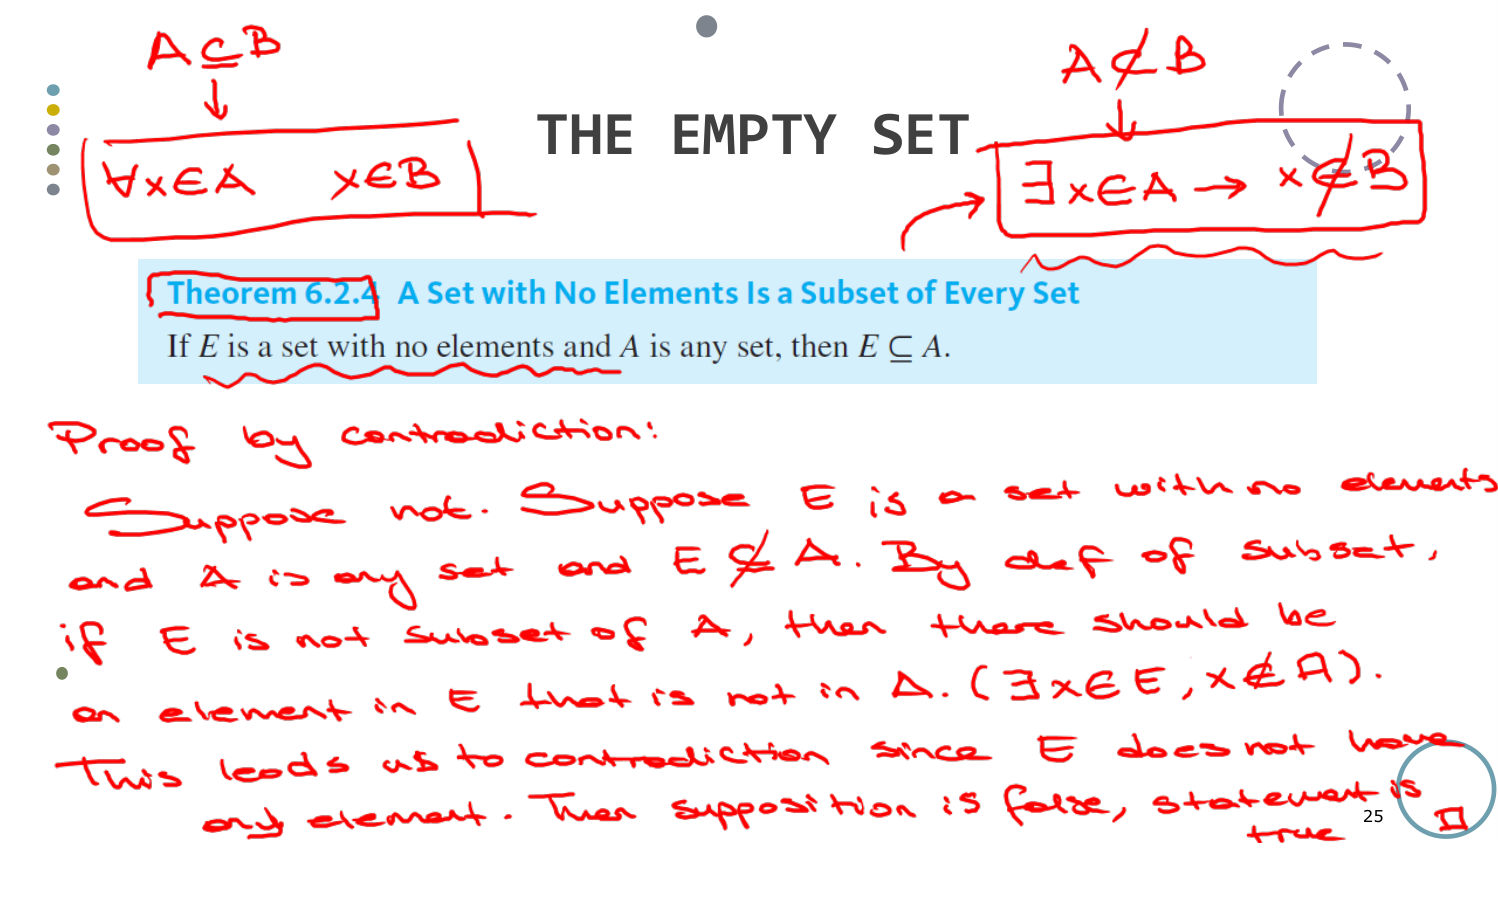 A ⊆ B
A ⊄ B
THE EMPTY SET
∀x∈A x∈B
∃x∈A → x∉B
Theorem 6.2.4 A Set with No Elements Is a Subset of Every Set
If E is a set with no elements and A is any set, then E ⊆ A.
Proof by contradiction:
Suppose not. Suppose E is a set with no elements
and A is any set and E ⊈ A. By def of subset,
if E is not subset of A, then there should be
an element in E that is not in A. (∃x∈E, x∉A).
This leads us to contradiction since E does not have
any element. Then supposition is false, statement is
true □
25